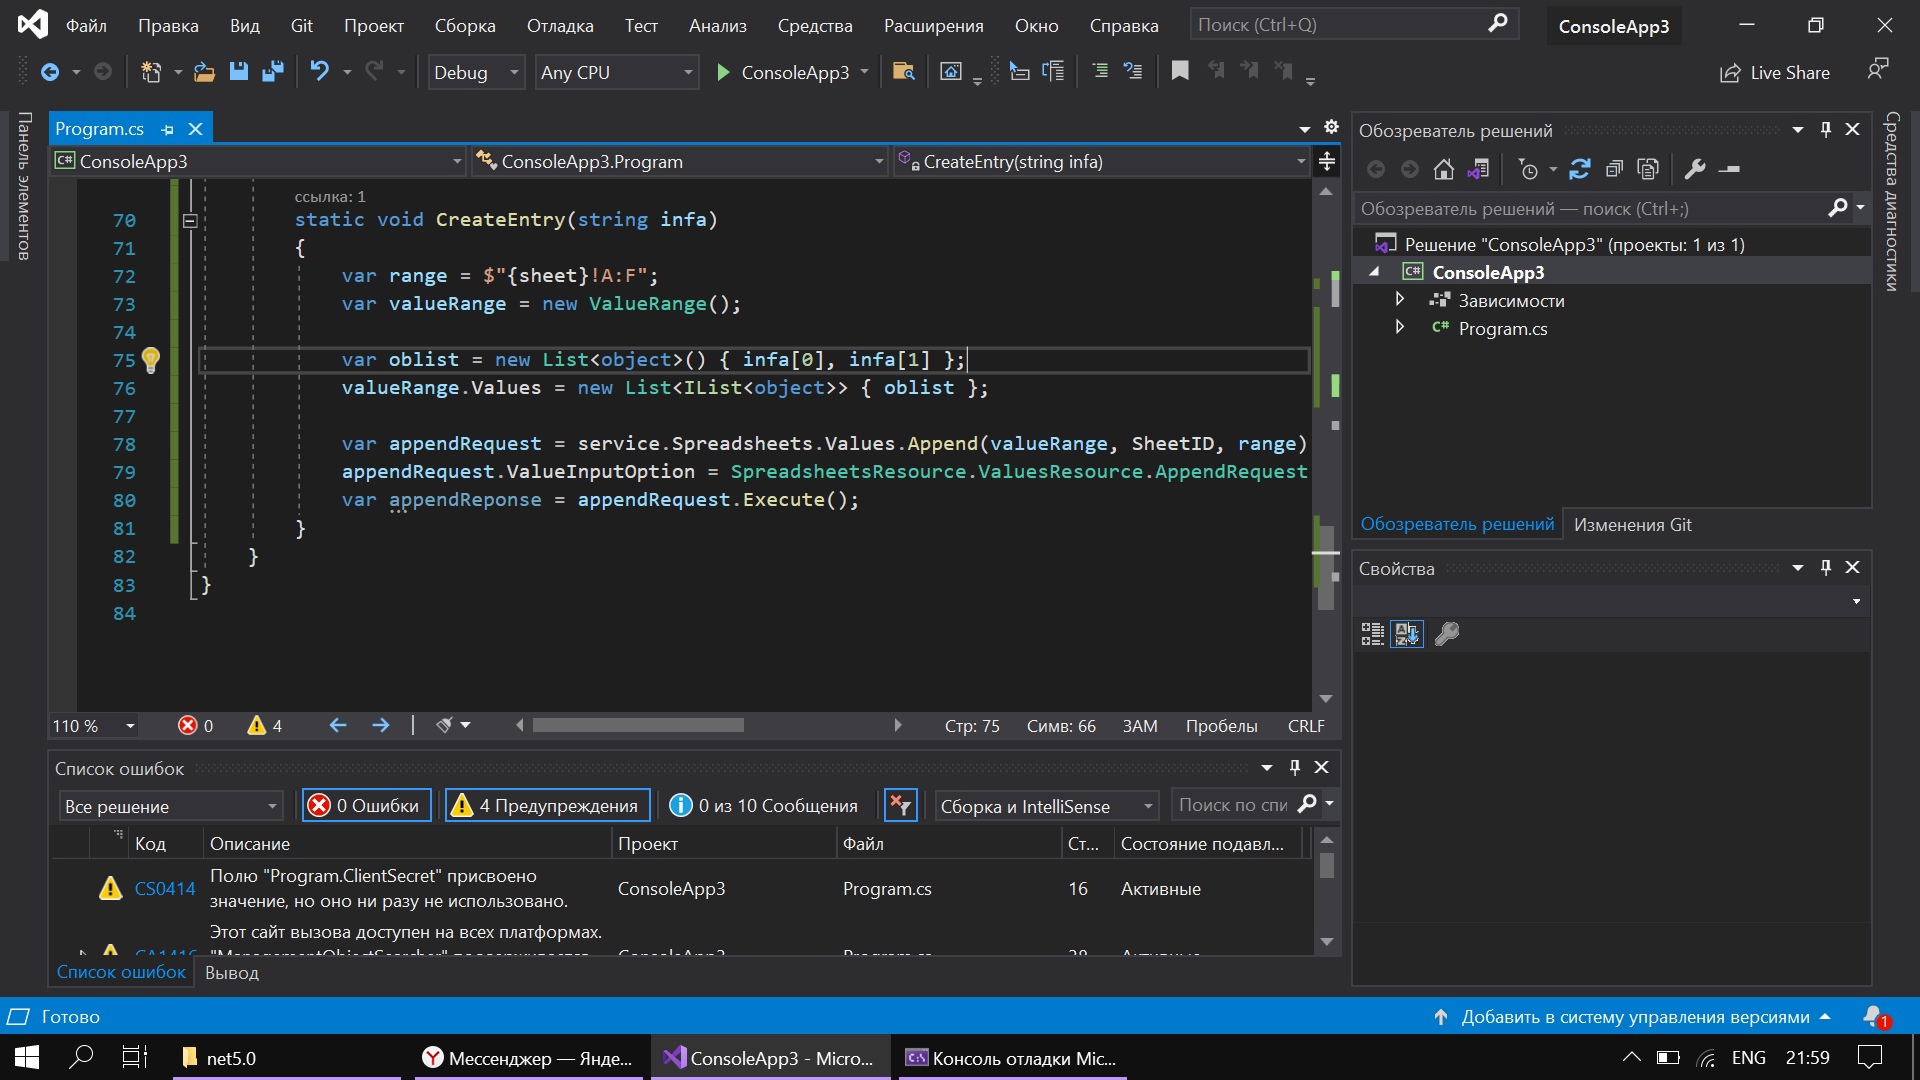 Файл Правка Вид Git Проект Сборка Отладка Тест Анализ Средства Расширения Окно Справка Поиск (Ctrl+Q) ConsoleApp3
Debug Any CPU ConsoleApp3 Live Share
Панель элементов
Program.cs
ConsoleApp3 ConsoleApp3.Program CreateEntry(string infa)
ссылка: 1
70 static void CreateEntry(string infa)
71 {
72 var range = $"{sheet}!A:F";
73 var valueRange = new ValueRange();
74
75 var oblist = new List<object>() { infa[0], infa[1] };
76 valueRange.Values = new List<IList<object>> { oblist };
77
78 var appendRequest = service.Spreadsheets.Values.Append(valueRange, SheetID, range)
79 appendRequest.ValueInputOption = SpreadsheetsResource.ValuesResource.AppendRequest
80 var appendReponse = appendRequest.Execute();
81 }
82 }
83 }
84
110 % 0 4 Стр: 75 Симв: 66 ЗАМ Пробелы CRLF
Обозреватель решений
Обозреватель решений — поиск (Ctrl+;)
Решение "ConsoleApp3" (проекты: 1 из 1)
C# ConsoleApp3
Зависимости
C# Program.cs
Обозреватель решений Изменения Git
Свойства
Средства диагностики
Список ошибок
Все решение 0 Ошибки 4 Предупреждения 0 из 10 Сообщения Сборка и IntelliSense Поиск по спи
Код Описание Проект Файл Ст... Состояние подавл...
CS0414 Полю "Program.ClientSecret" присвоено значение, но оно ни разу не использовано. ConsoleApp3 Program.cs 16 Активные
Этот сайт вызова доступен на всех платформах.
Список ошибок Вывод
Готово Добавить в систему управления версиями 1
net5.0 Мессенджер — Янде... ConsoleApp3 - Micro... Консоль отладки Mic... ENG 21:59